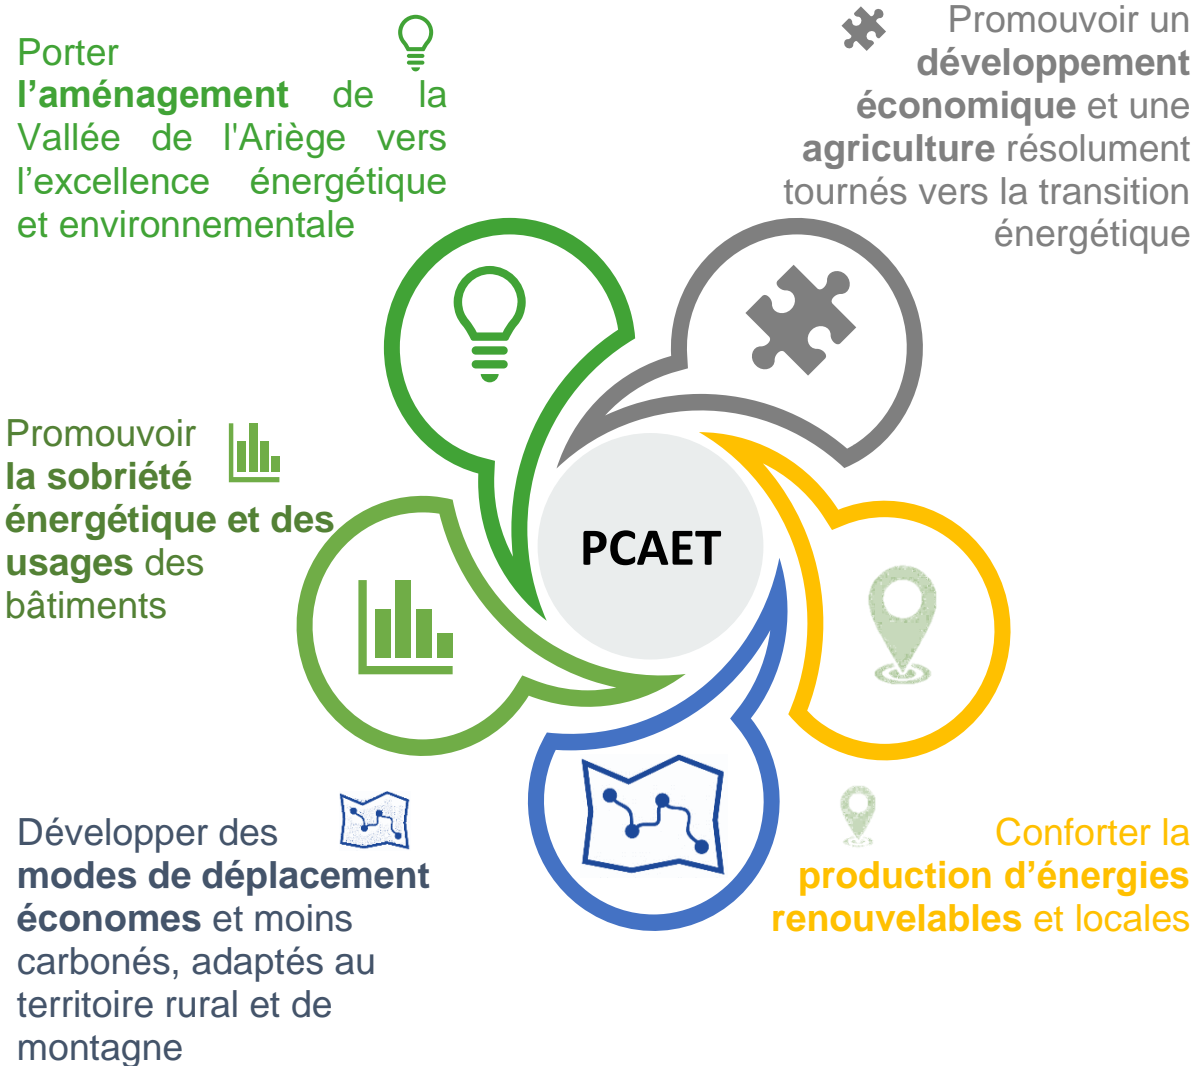 Porter
l’aménagement de la
Vallée de l'Ariège vers
l’excellence énergétique
et environnementale
Promouvoir un
développement
économique et une
agriculture résolument
tournés vers la transition
énergétique
Promouvoir
la sobriété
énergétique et des
usages des
bâtiments
PCAET
Développer des
modes de déplacement
économes et moins
carbonés, adaptés au
territoire rural et de
montagne
Conforter la
production d’énergies
renouvelables et locales